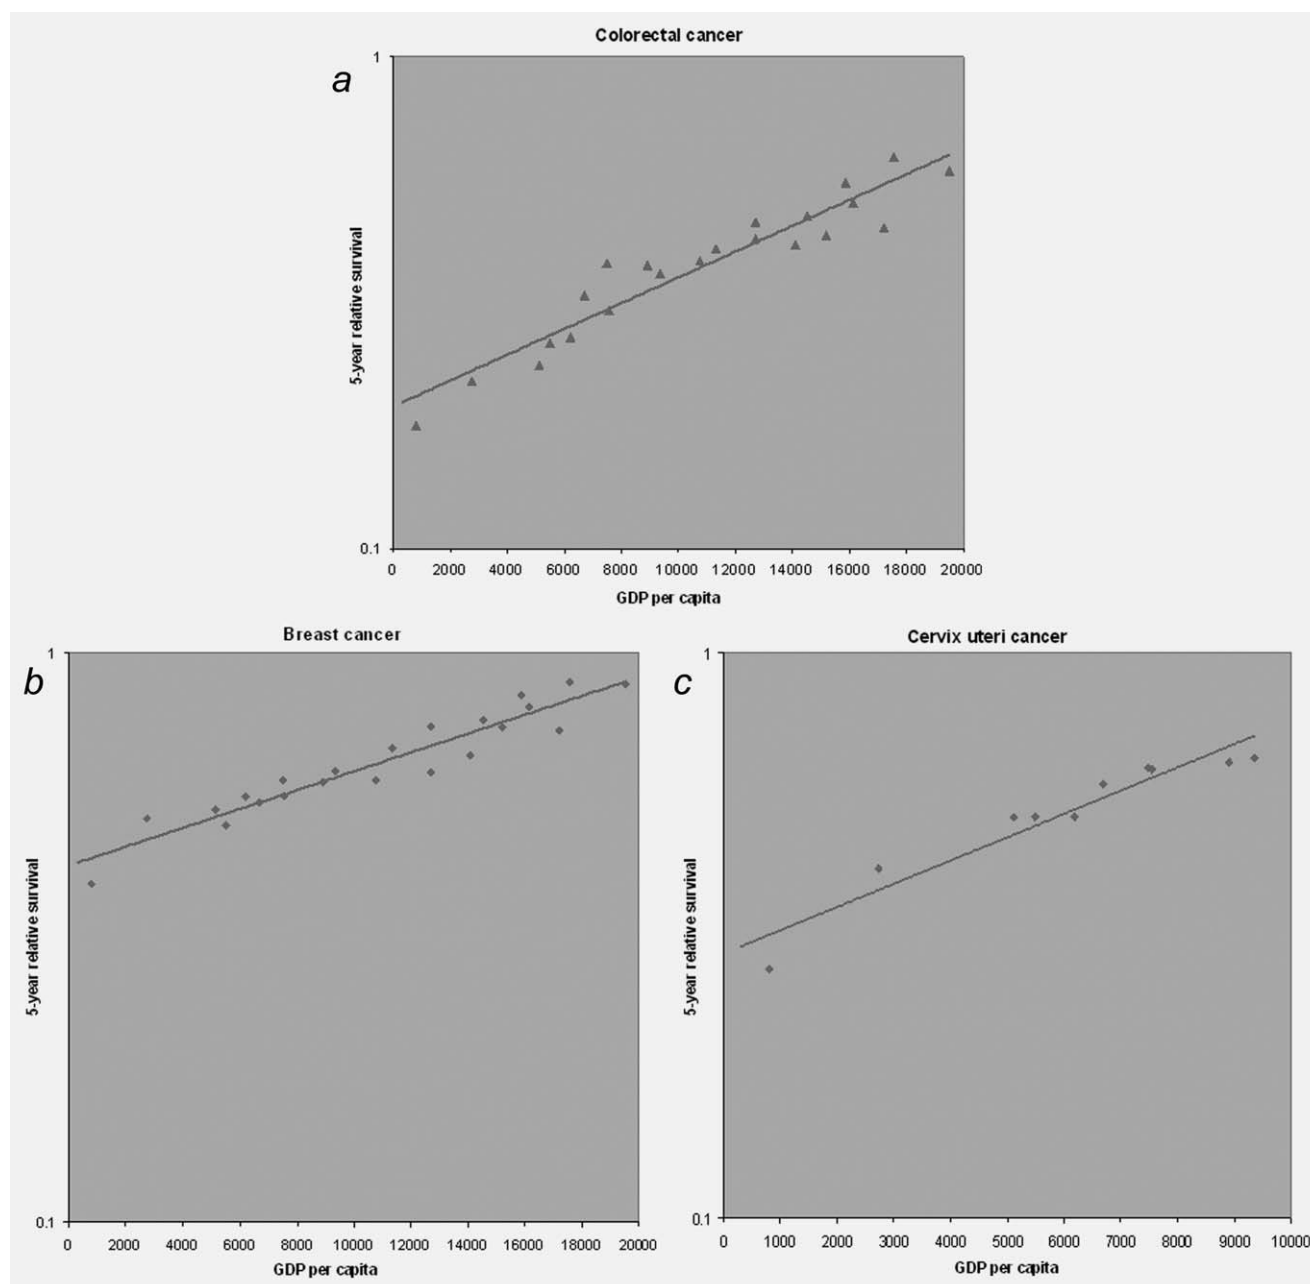 Colorectal cancer
a
1
0.1
5-year relative survival
0 2000 4000 6000 8000 10000 12000 14000 16000 18000 20000
GDP per capita
Breast cancer
b
1
0.1
5-year relative survival
0 2000 4000 6000 8000 10000 12000 14000 16000 18000 20000
GDP per capita
Cervix uteri cancer
c
1
0.1
5-year relative survival
0 1000 2000 3000 4000 5000 6000 7000 8000 9000 10000
GDP per capita